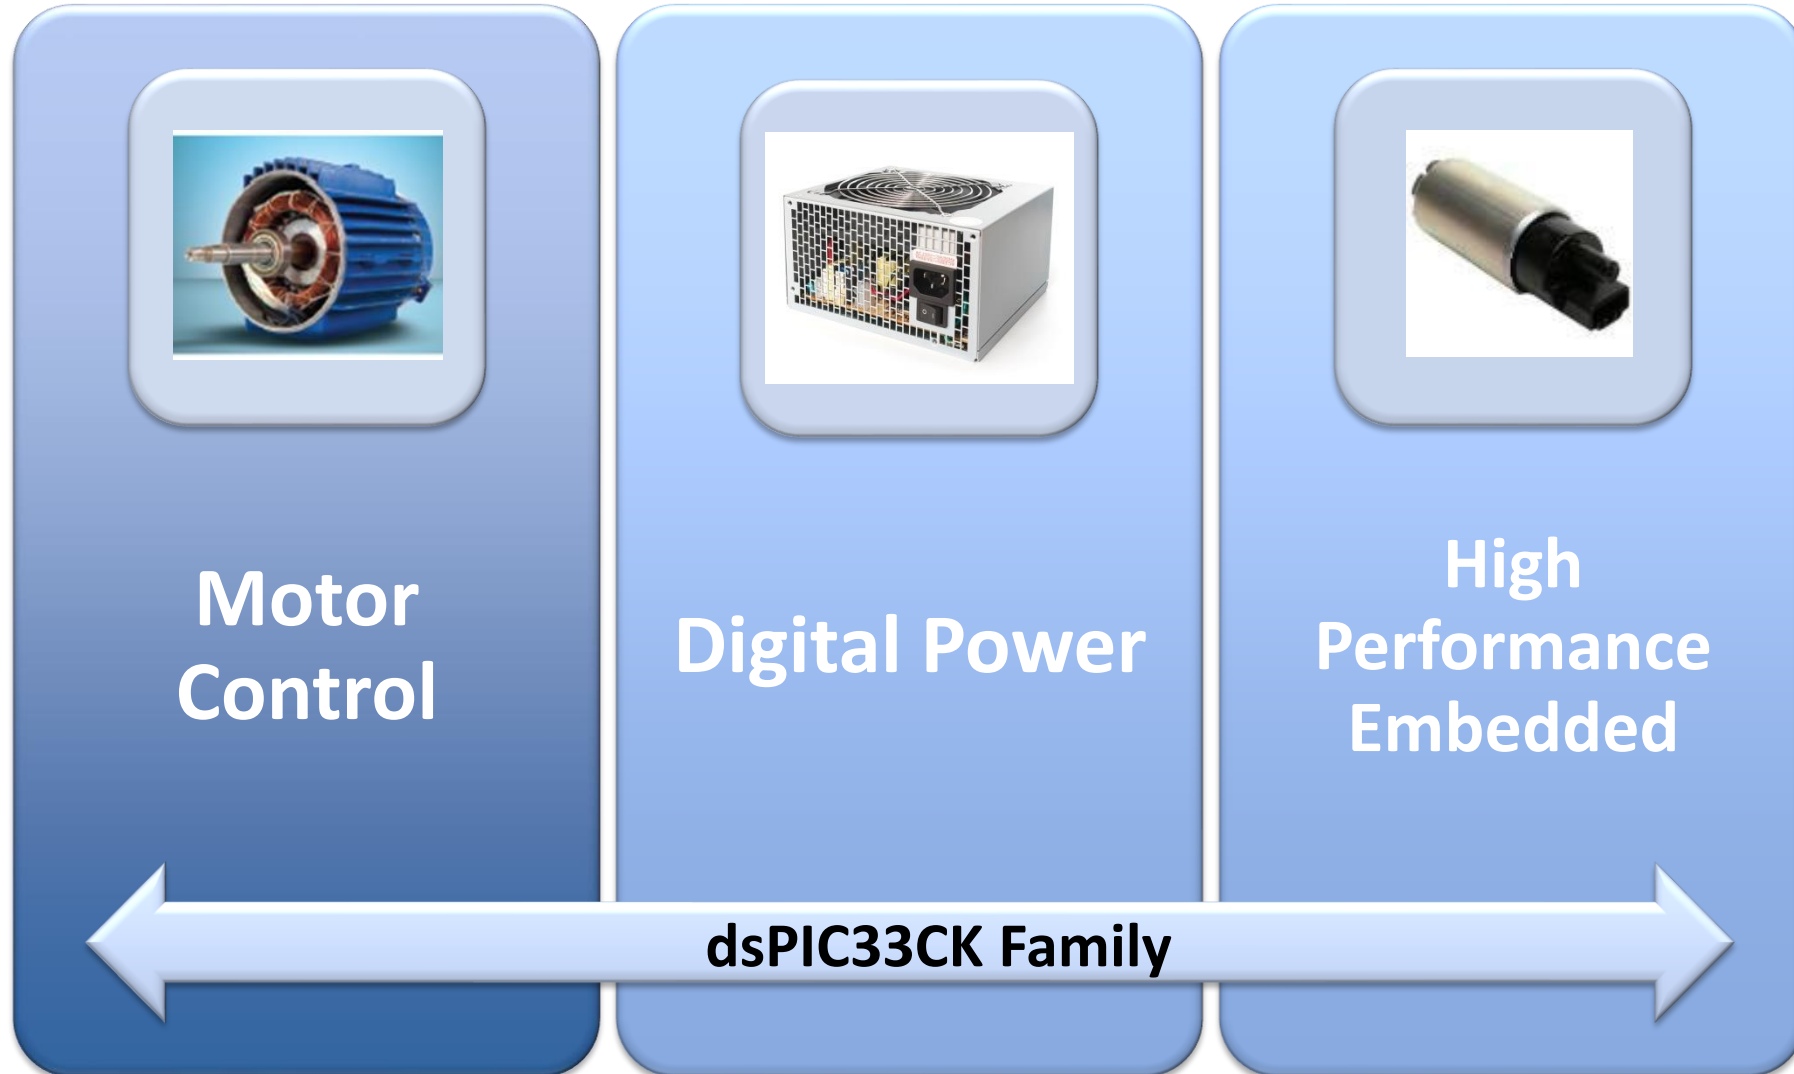 Motor
Control
Digital Power
High
Performance
Embedded
dsPIC33CK Family